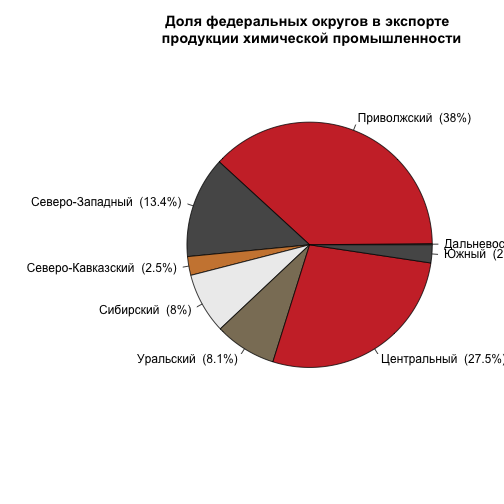 Доля федеральных округов в экспорте
продукции химической промышленности
Приволжский (38%)
Северо-Западный (13.4%)
Северо-Кавказский (2.5%)
Сибирский (8%)
Уральский (8.1%)
Центральный (27.5%)
Южный (2